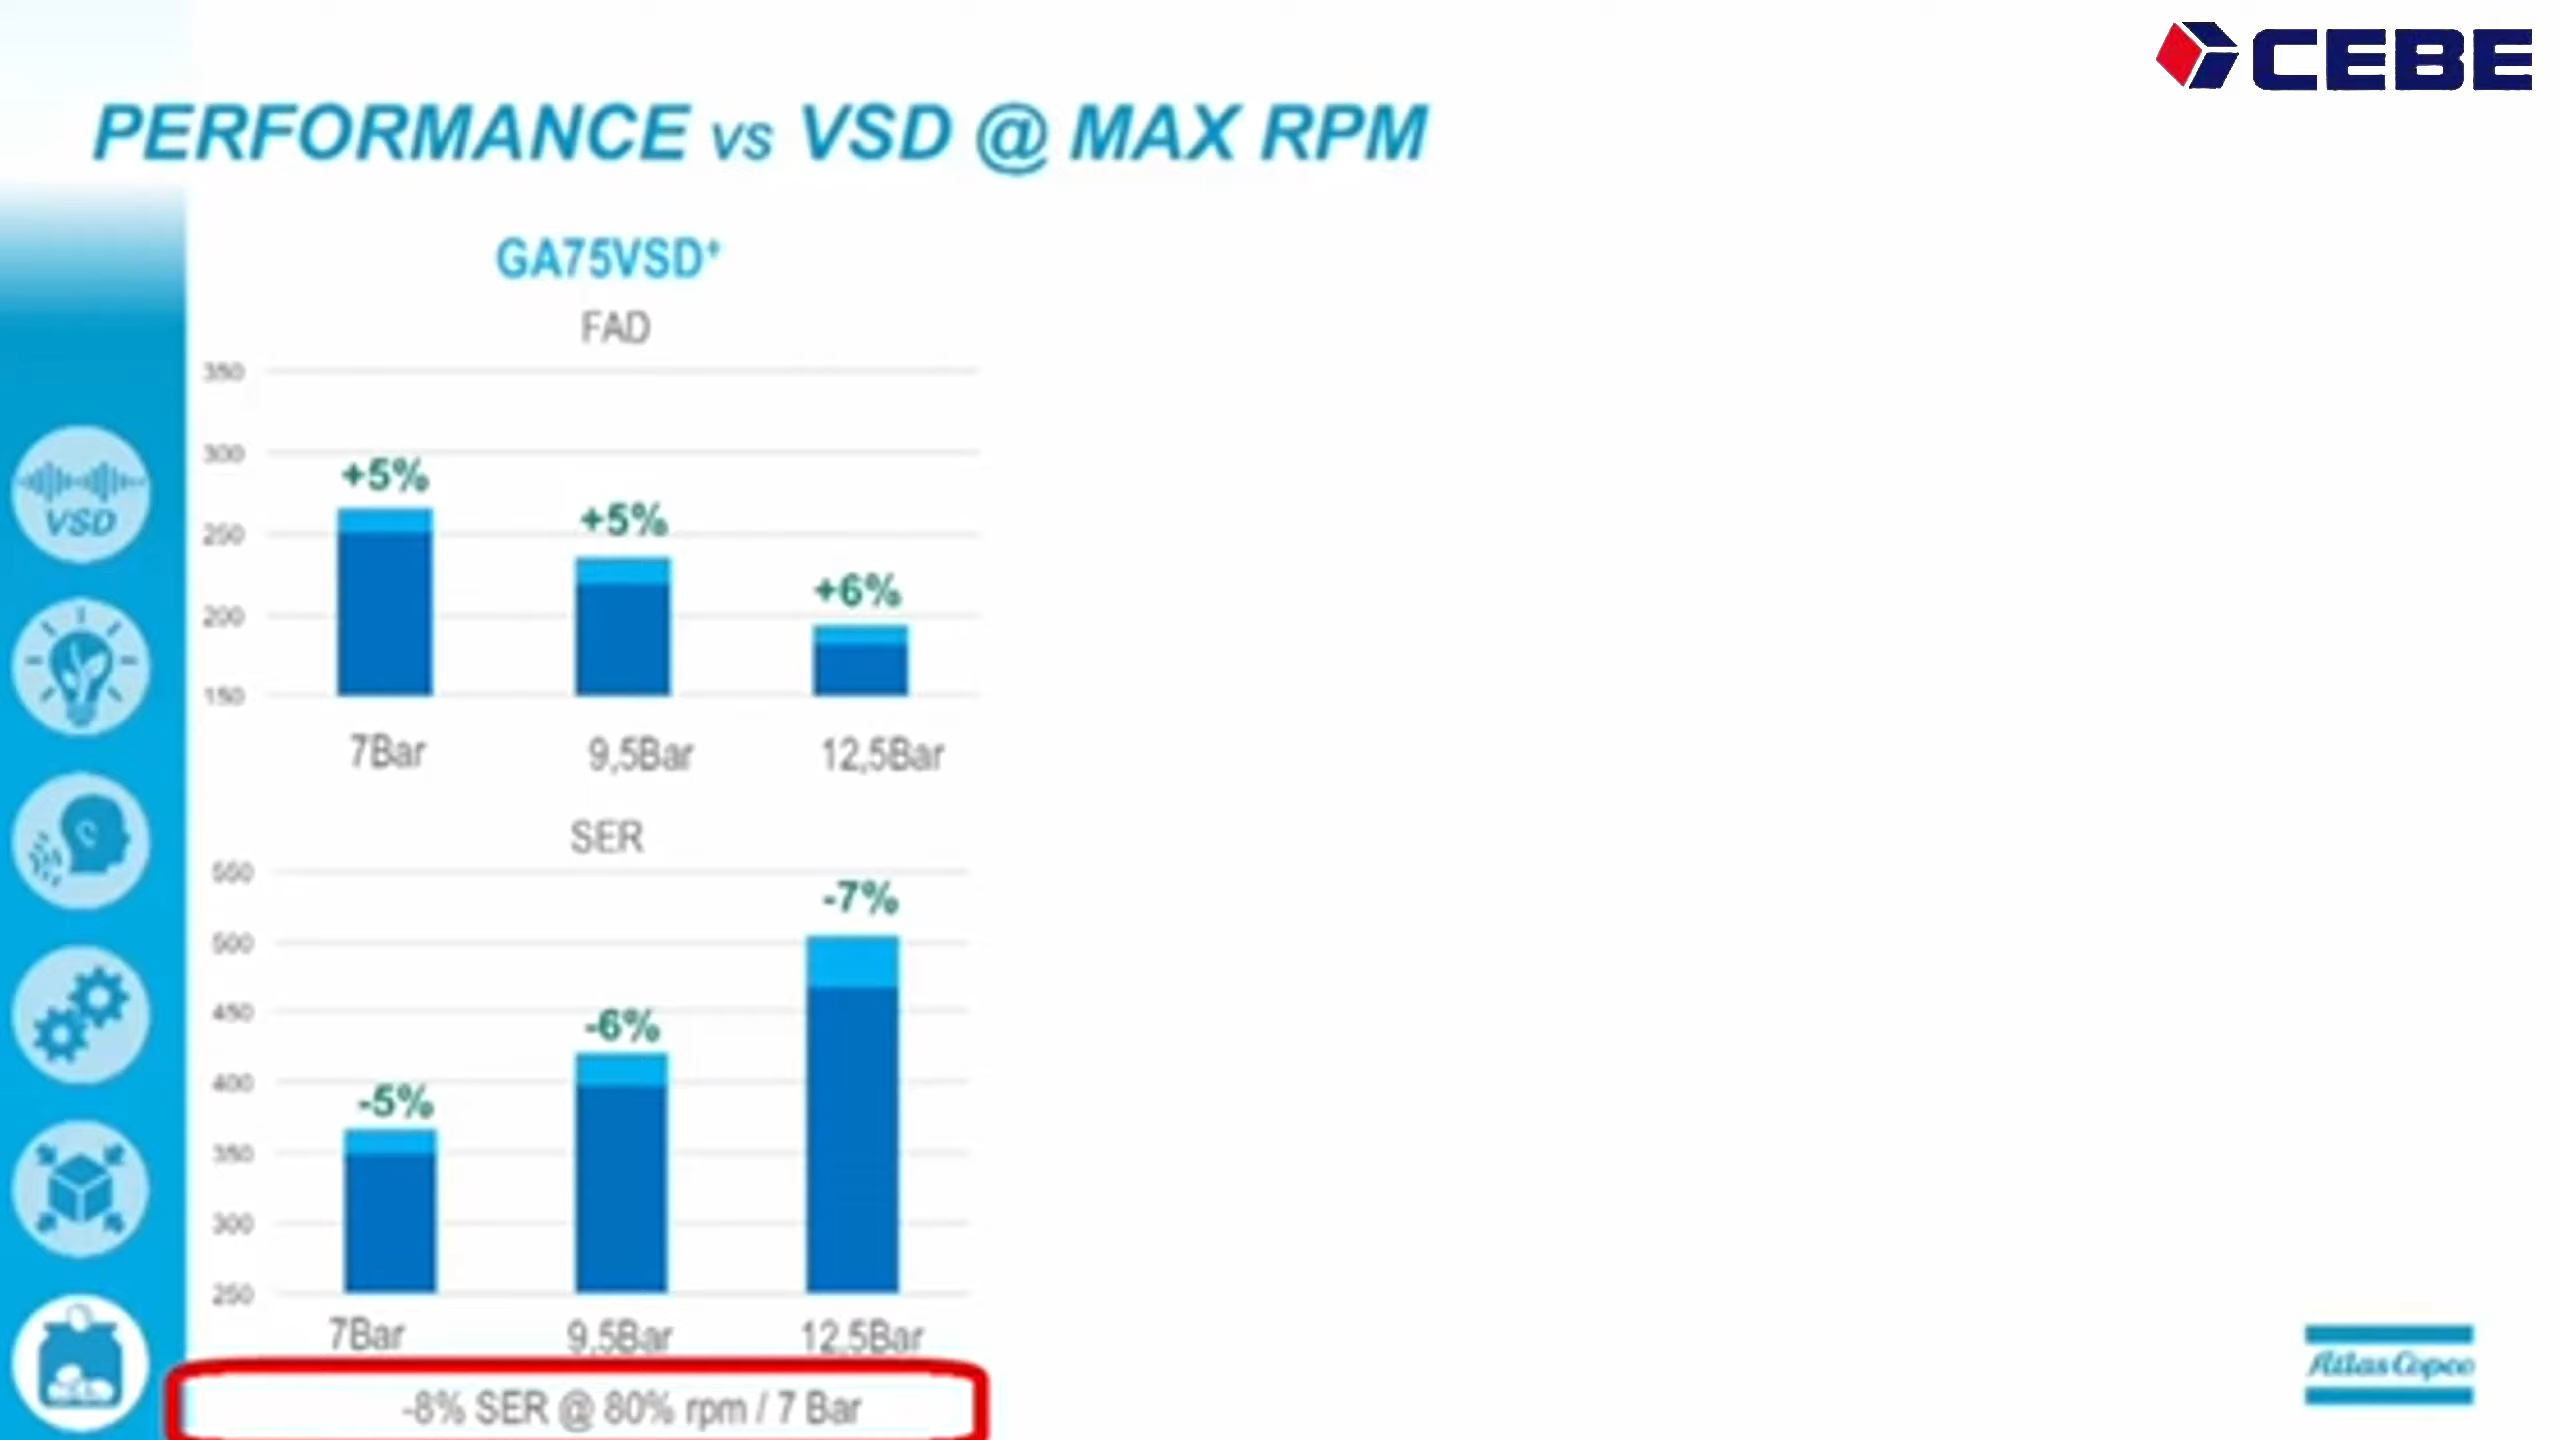 CEBE
PERFORMANCE vs VSD @ MAX RPM
GA75VSD+
FAD
350
300
250
200
150
+5%
+5%
+6%
7Bar
9,5Bar
12,5Bar
SER
550
500
450
400
350
300
250
-5%
-6%
-7%
7Bar
9,5Bar
12,5Bar
-8% SER @ 80% rpm / 7 Bar
VSD
Atlas Copco